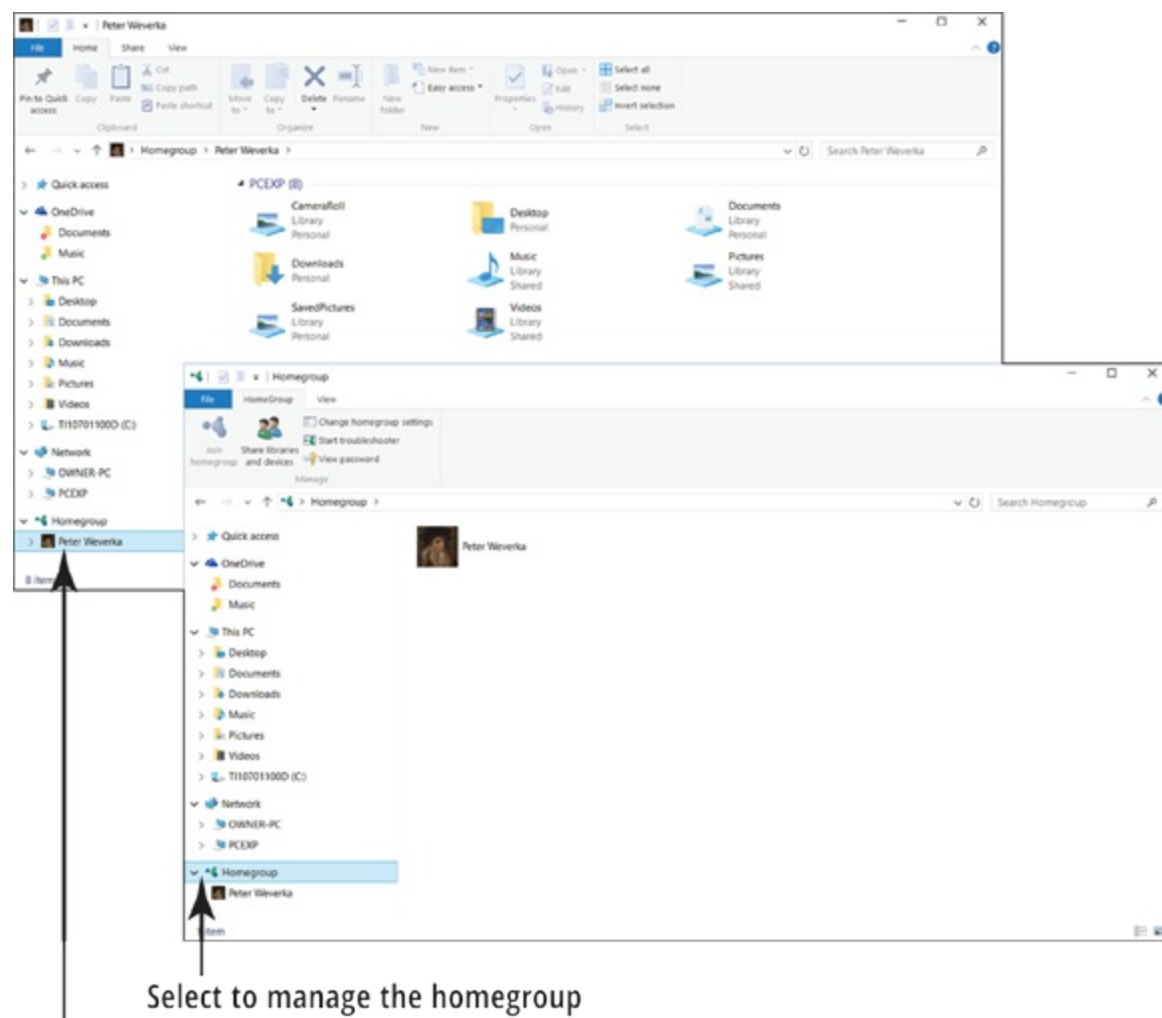 Peter Weverka
File Home Share View
Pin to Quick access
Copy
Paste
Cut
Copy path
Paste shortcut
Clipboard
Move to
Copy to
Delete
Rename
Organize
New folder
New item
Easy access
New
Properties
Open
Edit
History
Open
Select all
Select none
Invert selection
Select
Homegroup > Peter Weverka >
Search Peter Weverka
Quick access
OneDrive
Documents
Music
This PC
Desktop
Documents
Downloads
Music
Pictures
Videos
TI10701100D (C:)
Network
OWNER-PC
PCEXP
Homegroup
Peter Weverka
8 item
PCEXP (8)
CameraRoll
Library
Personal
Desktop
Personal
Documents
Library
Personal
Downloads
Personal
Music
Library
Shared
Pictures
Library
Shared
SavedPictures
Library
Personal
Videos
Library
Shared
Homegroup
File HomeGroup View
Join homegroup
Share libraries and devices
Change homegroup settings
Start troubleshooter
View password
Manage
Homegroup >
Search Homegroup
Quick access
OneDrive
Documents
Music
This PC
Desktop
Documents
Downloads
Music
Pictures
Videos
TI10701100D (C:)
Network
OWNER-PC
PCEXP
Homegroup
Peter Weverka
item
Peter Weverka
Select to manage the homegroup